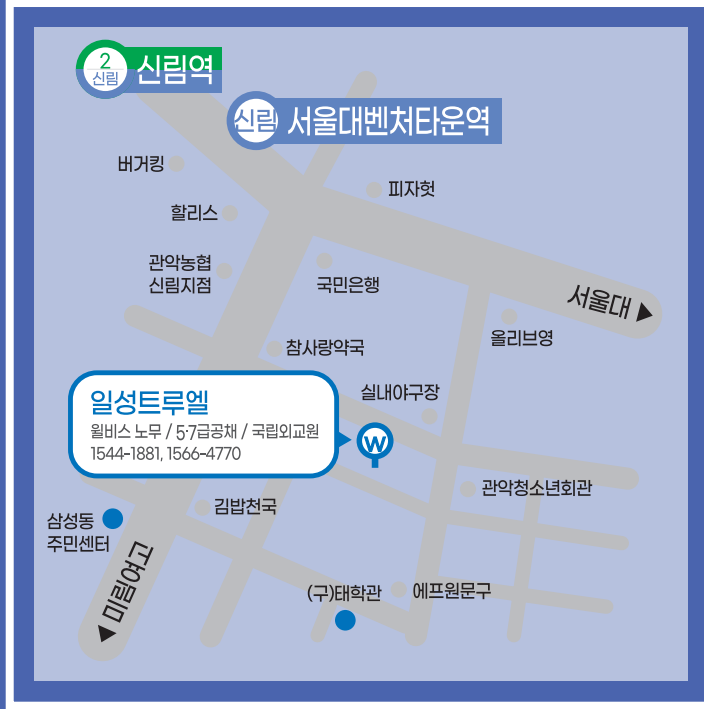 2
신림
신림역
신림
서울대벤처타운역
버거킹
피자헛
할리스
관악농협
신림지점
국민은행
서울대 ▶
올리브영
참사랑약국
실내야구장
일성트루엘
윌비스 노무 / 5·7급공채 / 국립외교원
1544-1881, 1566-4770
W
관악청소년회관
김밥천국
삼성동
주민센터
◀ 미림여고
(구)태학관
에프원문구